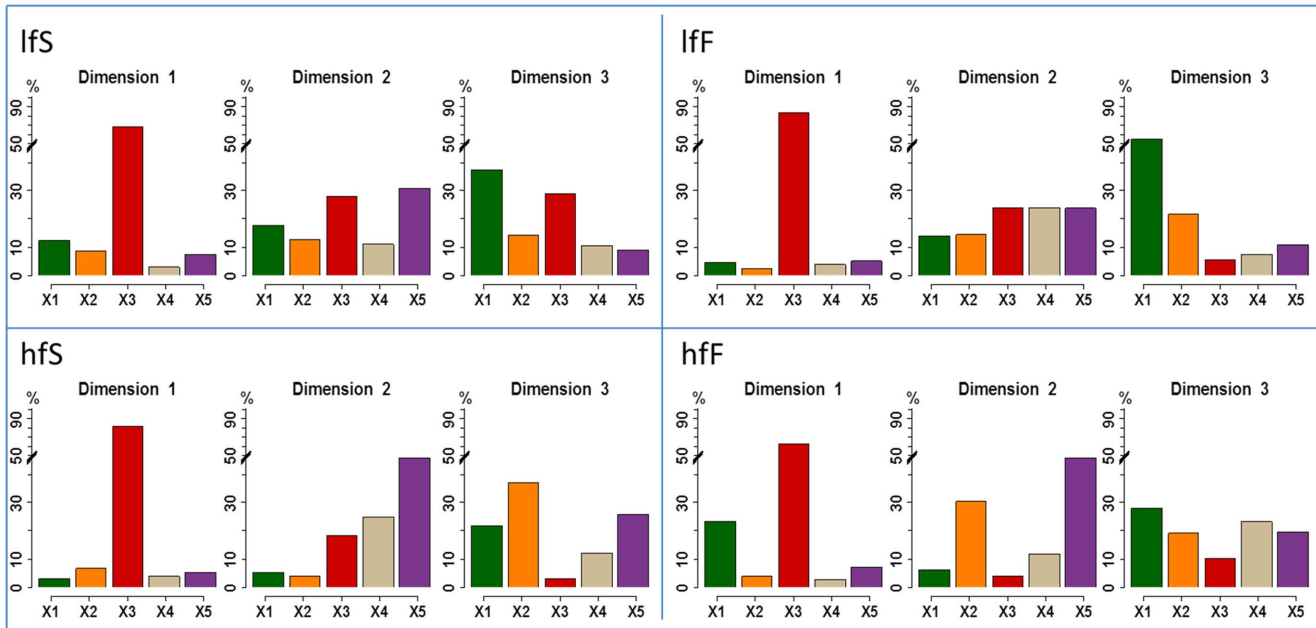 lfS
Dimension 1 Dimension 2 Dimension 3
% % %
90 90 90
50 50 50
30 30 30
10 10 10
0 0 0
X1 X2 X3 X4 X5 X1 X2 X3 X4 X5 X1 X2 X3 X4 X5
lfF
Dimension 1 Dimension 2 Dimension 3
% % %
90 90 90
50 50 50
30 30 30
10 10 10
0 0 0
X1 X2 X3 X4 X5 X1 X2 X3 X4 X5 X1 X2 X3 X4 X5
hfS
Dimension 1 Dimension 2 Dimension 3
% % %
90 90 90
50 50 50
30 30 30
10 10 10
0 0 0
X1 X2 X3 X4 X5 X1 X2 X3 X4 X5 X1 X2 X3 X4 X5
hfF
Dimension 1 Dimension 2 Dimension 3
% % %
90 90 90
50 50 50
30 30 30
10 10 10
0 0 0
X1 X2 X3 X4 X5 X1 X2 X3 X4 X5 X1 X2 X3 X4 X5